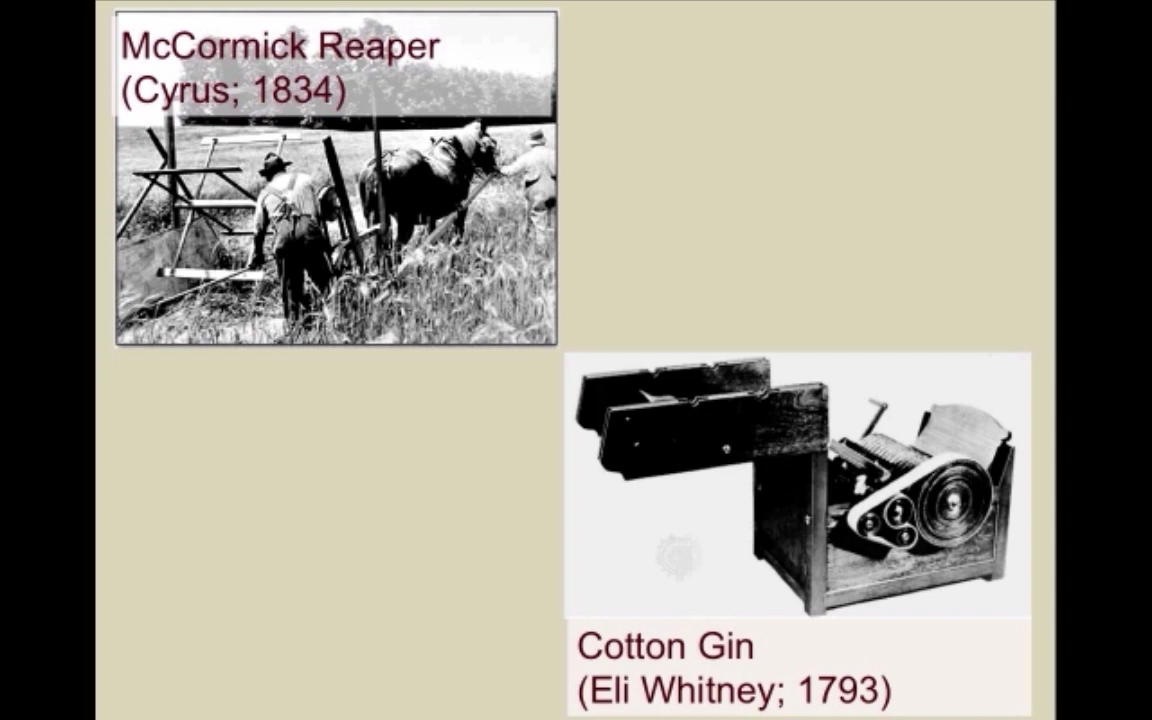 McCormick Reaper
(Cyrus; 1834)
Cotton Gin
(Eli Whitney; 1793)